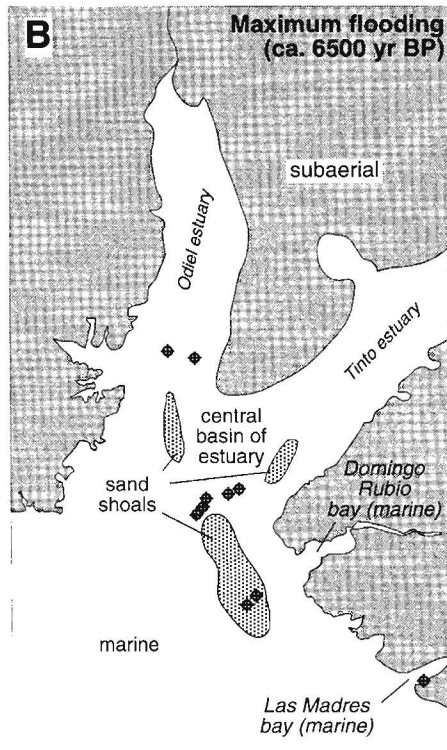 B
Maximum flooding
(ca. 6500 yr BP)
subaerial
Odiel estuary
Tinto estuary
central
basin of
estuary
sand
shoals
Domingo
Rubio
bay (marine)
marine
Las Madres
bay (marine)